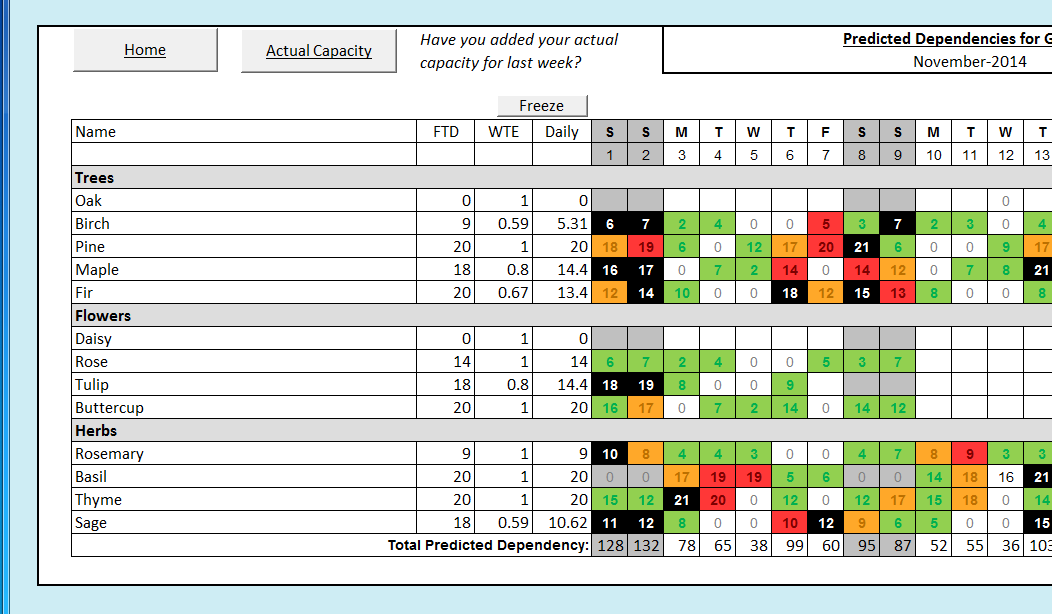 Home Actual Capacity Have you added your actual capacity for last week? Predicted Dependencies for G
November-2014
Freeze
Name FTD WTE Daily S S M T W T F S S M T W T
1 2 3 4 5 6 7 8 9 10 11 12 13
Trees
Oak 0 1 0 0
Birch 9 0.59 5.31 6 7 2 4 0 0 5 3 7 2 3 0 4
Pine 20 1 20 18 19 6 0 12 17 20 21 6 0 0 9 17
Maple 18 0.8 14.4 16 17 0 7 2 14 0 14 12 0 7 8 21
Fir 20 0.67 13.4 12 14 10 0 0 18 12 15 13 8 0 0 8
Flowers
Daisy 0 1 0
Rose 14 1 14 6 7 2 4 0 0 5 3 7
Tulip 18 0.8 14.4 18 19 8 0 0 9
Buttercup 20 1 20 16 17 0 7 2 14 0 14 12
Herbs
Rosemary 9 1 9 10 8 4 4 3 0 0 4 7 8 9 3 3
Basil 20 1 20 0 0 17 19 19 5 6 0 0 14 18 16 21
Thyme 20 1 20 15 12 21 20 0 12 0 12 17 15 18 0 14
Sage 18 0.59 10.62 11 12 8 0 0 10 12 9 6 5 0 0 15
Total Predicted Dependency: 128 132 78 65 38 99 60 95 87 52 55 36 103